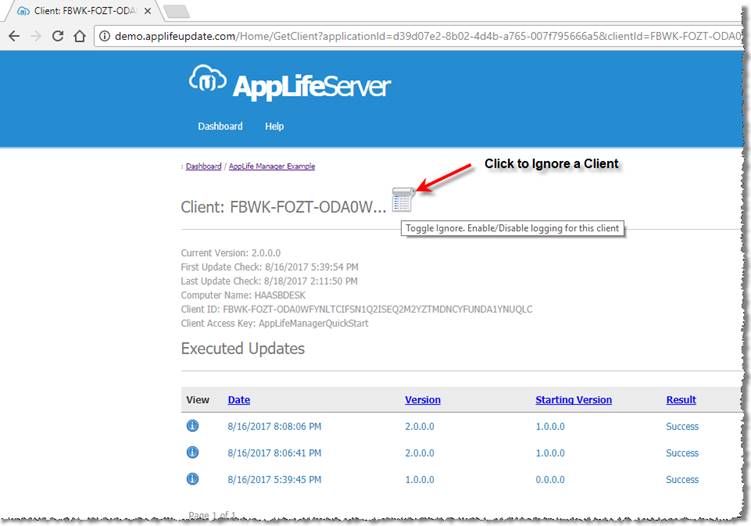 Client: FBWK-FOZT-ODA
demo.applifeupdate.com/Home/GetClient?applicationId=d39d07e2-8b02-4d4b-a765-007f795666a5&clientId=FBWK-FOZT-ODA0
AppLifeServer
Dashboard Help
: Dashboard / AppLife Manager Example
Click to Ignore a Client
Client: FBWK-FOZT-ODA0W...
Toggle Ignore. Enable/Disable logging for this client
Current Version: 2.0.0.0
First Update Check: 8/16/2017 5:39:54 PM
Last Update Check: 8/18/2017 2:11:50 PM
Computer Name: HAASBDESK
Client ID: FBWK-FOZT-ODA0WFYNLTCIFSN1Q2ISEQ2M2YZTMDNCYFUNDA1YNUQLC
Client Access Key: AppLifeManagerQuickStart
Executed Updates
View Date Version Starting Version Result
8/16/2017 8:08:06 PM 2.0.0.0 1.0.0.0 Success
8/16/2017 8:06:41 PM 2.0.0.0 1.0.0.0 Success
8/16/2017 5:39:45 PM 1.0.0.0 0.0.0.0 Success
Page 1 of 1